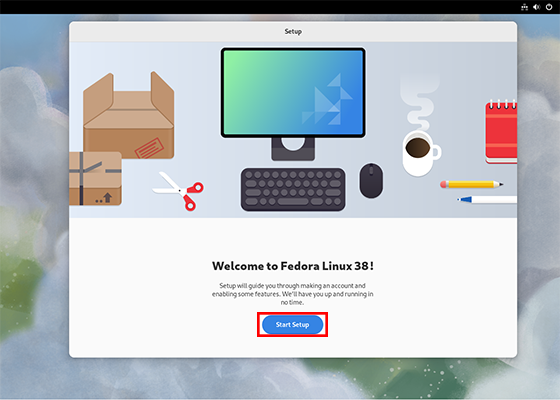 Setup
Welcome to Fedora Linux 38!
Setup will guide you through making an account and
enabling some features. We'll have you up and running in
no time.
Start Setup